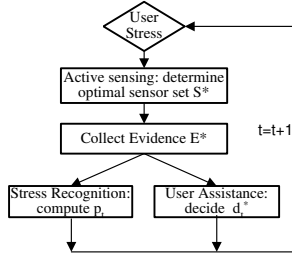 User
Stress
Active sensing: determine
optimal sensor set S*
Collect Evidence E*
t=t+1
Stress Recognition:
compute pt
User Assistance:
decide dt*